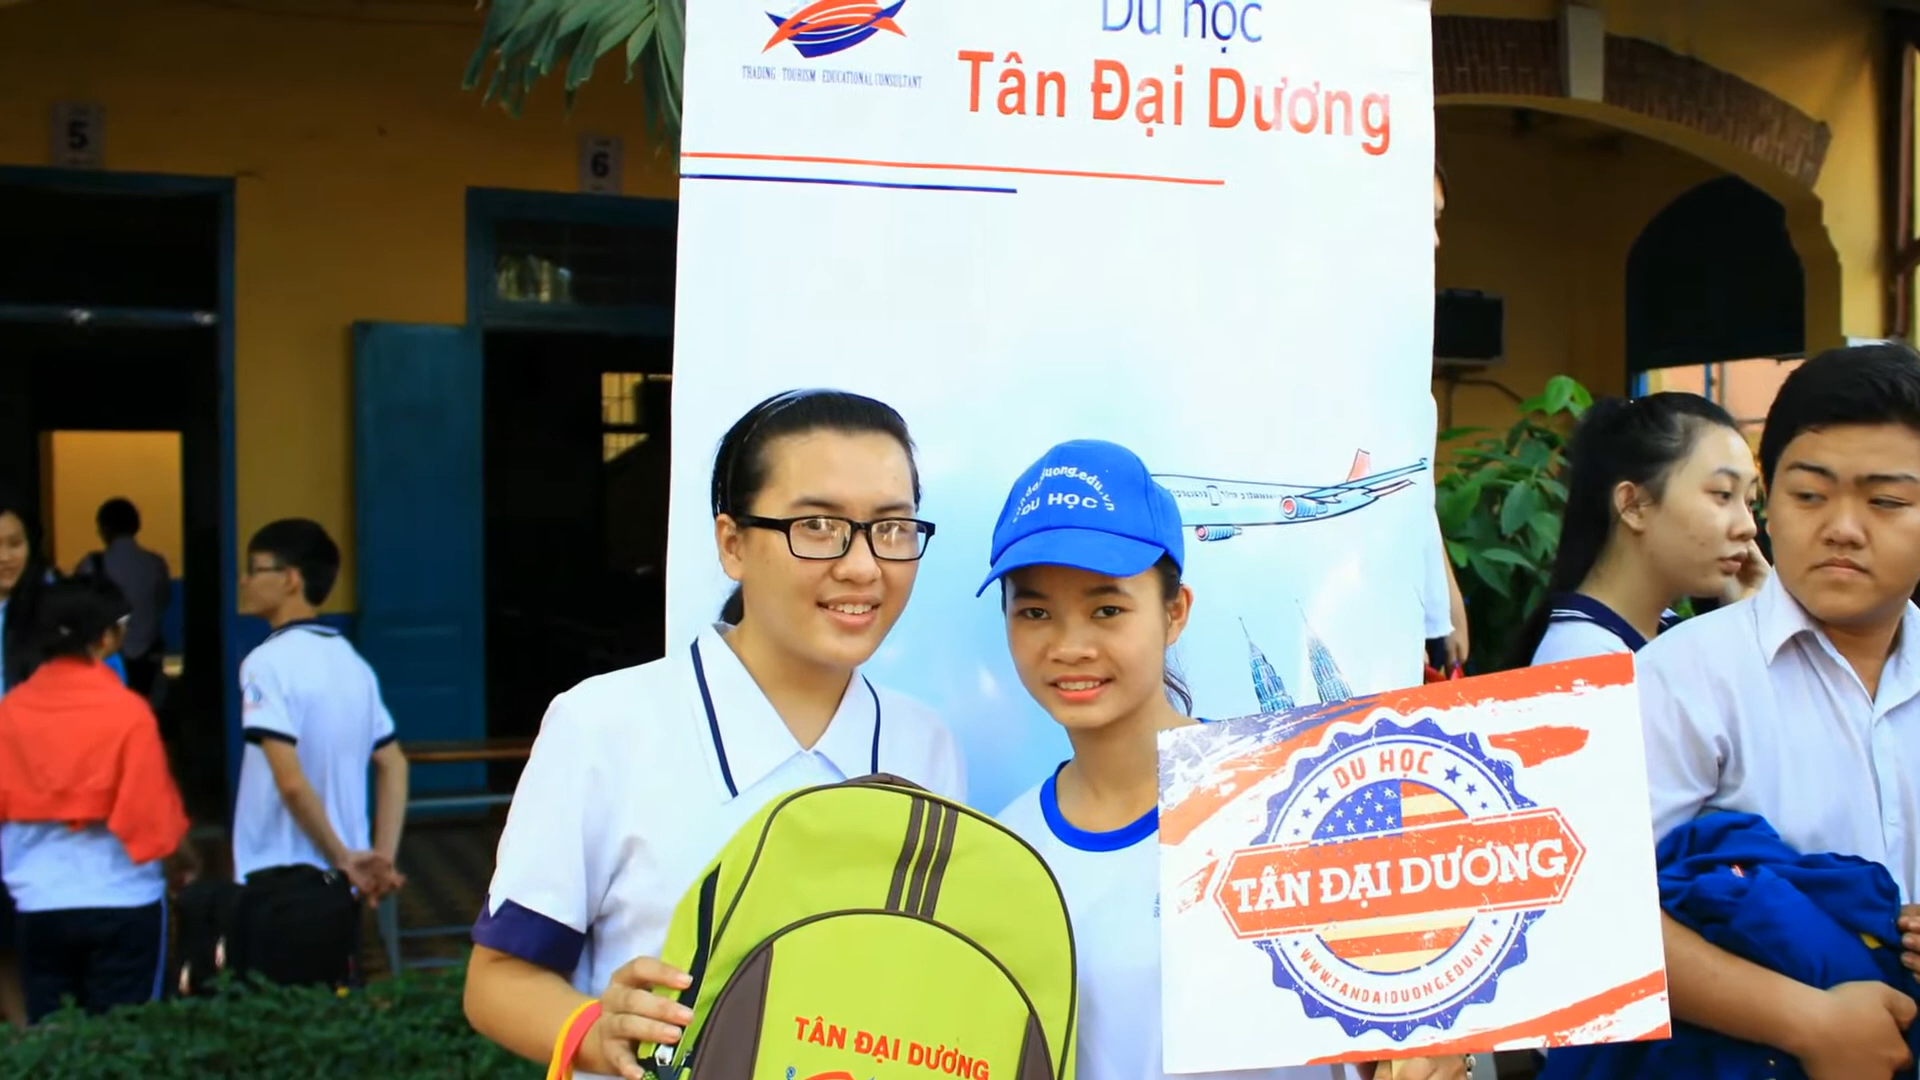 Du học
Tân Đại Dương
TRADING TOURISM EDUCATIONAL CONSULTANT
5
6
DU HỌC
DU HỌC
TÂN ĐẠI DƯƠNG
WWW.TANDAIDUONG.EDU.VN
TÂN ĐẠI DƯƠNG